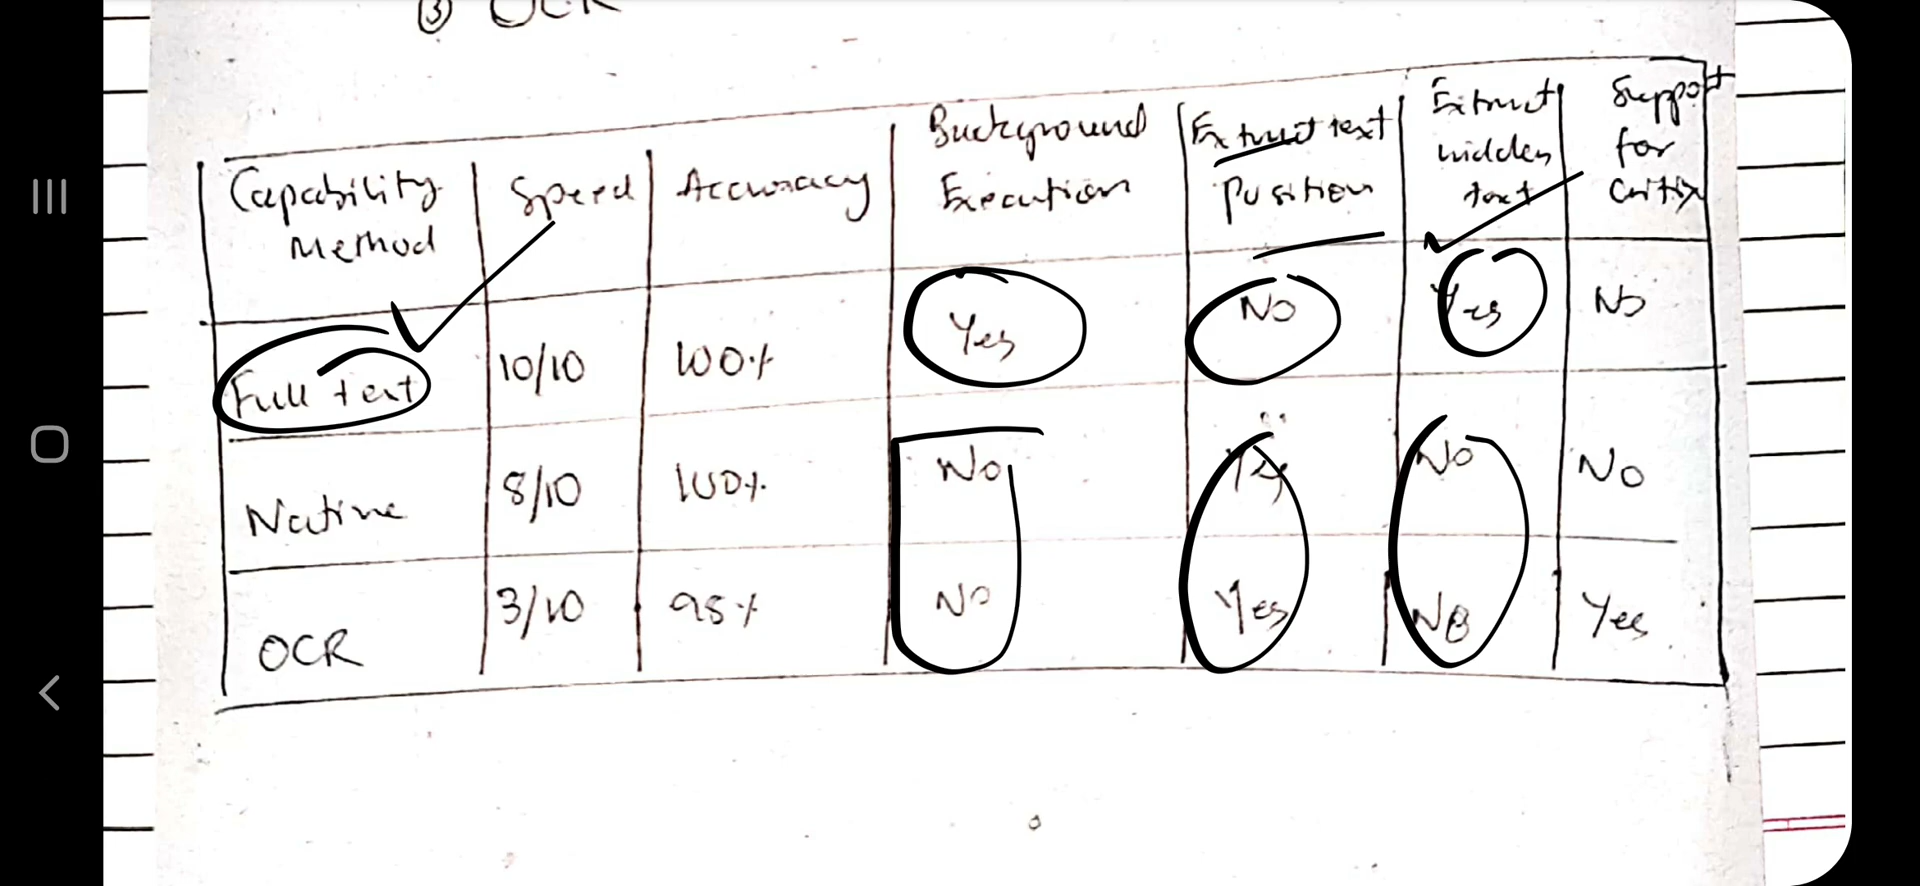 ③ OCR
Capability Method | Speed | Accuracy | Background Execution | Extract text Position | Extract hidden text | Support for Citrix
Full text | 10/10 | 100% | Yes | No | Yes | No
Native | 8/10 | 100% | No | Yes | No | No
OCR | 3/10 | 98% | No | Yes | No | Yes